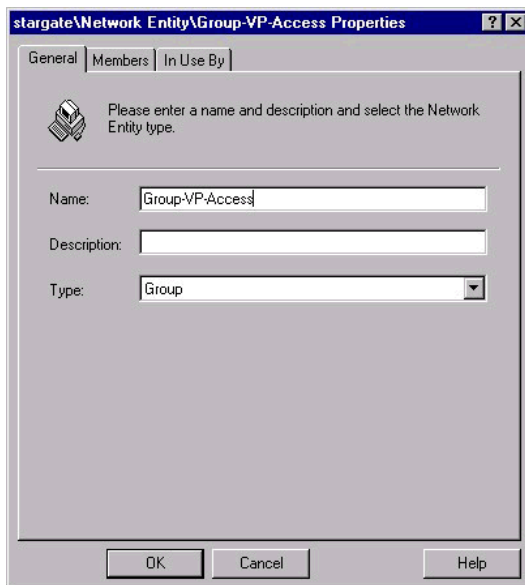 stargate\Network Entity\Group-VP-Access Properties
General Members In Use By
Please enter a name and description and select the Network
Entity type.
Name: Group-VP-Access
Description:
Type: Group
OK Cancel Help